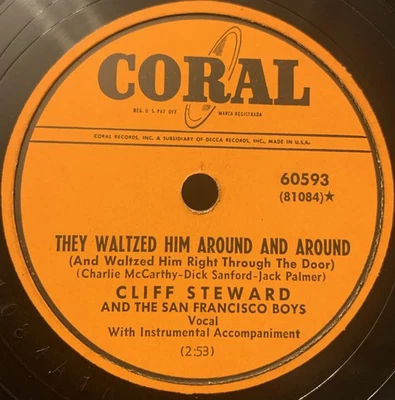 CORAL
REG. U S. PAT OFF. MARCA REGISTRADA
CORAL RECORDS, INC. A SUBSIDIARY OF DECCA RECORDS, INC., MADE IN U.S.A.
60593
(81084)★
THEY WALTZED HIM AROUND AND AROUND
(And Waltzed Him Right Through The Door)
(Charlie McCarthy-Dick Sanford-Jack Palmer)
CLIFF STEWARD
AND THE SAN FRANCISCO BOYS
Vocal
With Instrumental Accompaniment
(2:53)